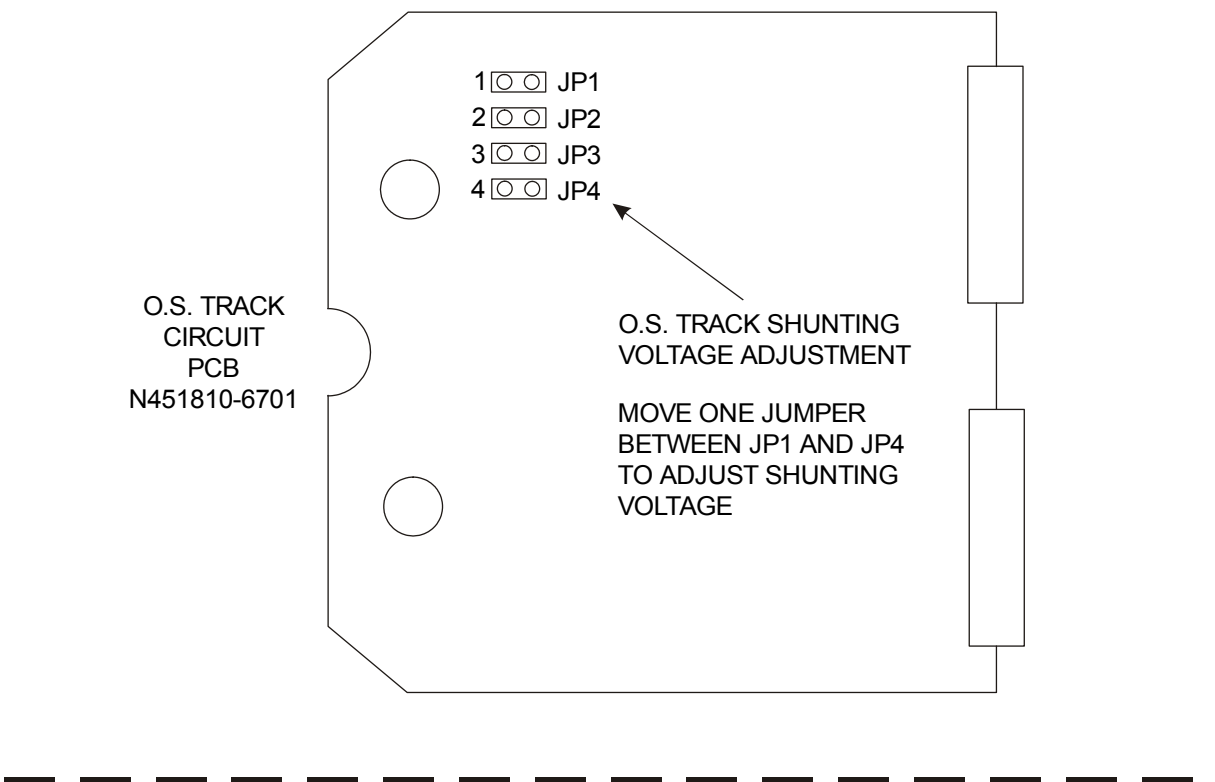 1 JP1
2 JP2
3 JP3
4 JP4
O.S. TRACK
CIRCUIT
PCB
N451810-6701
O.S. TRACK SHUNTING
VOLTAGE ADJUSTMENT
MOVE ONE JUMPER
BETWEEN JP1 AND JP4
TO ADJUST SHUNTING
VOLTAGE